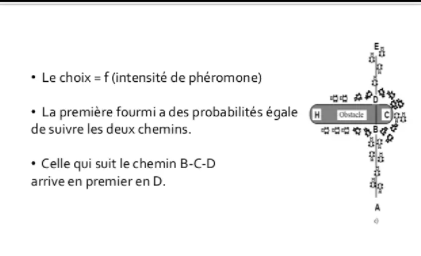 • Le choix = f (intensité de phéromone)
• La première fourmi a des probabilités égale
de suivre les deux chemins.
• Celle qui suit le chemin B-C-D
arrive en premier en D.
E
D
H
Obstacle
C
B
A